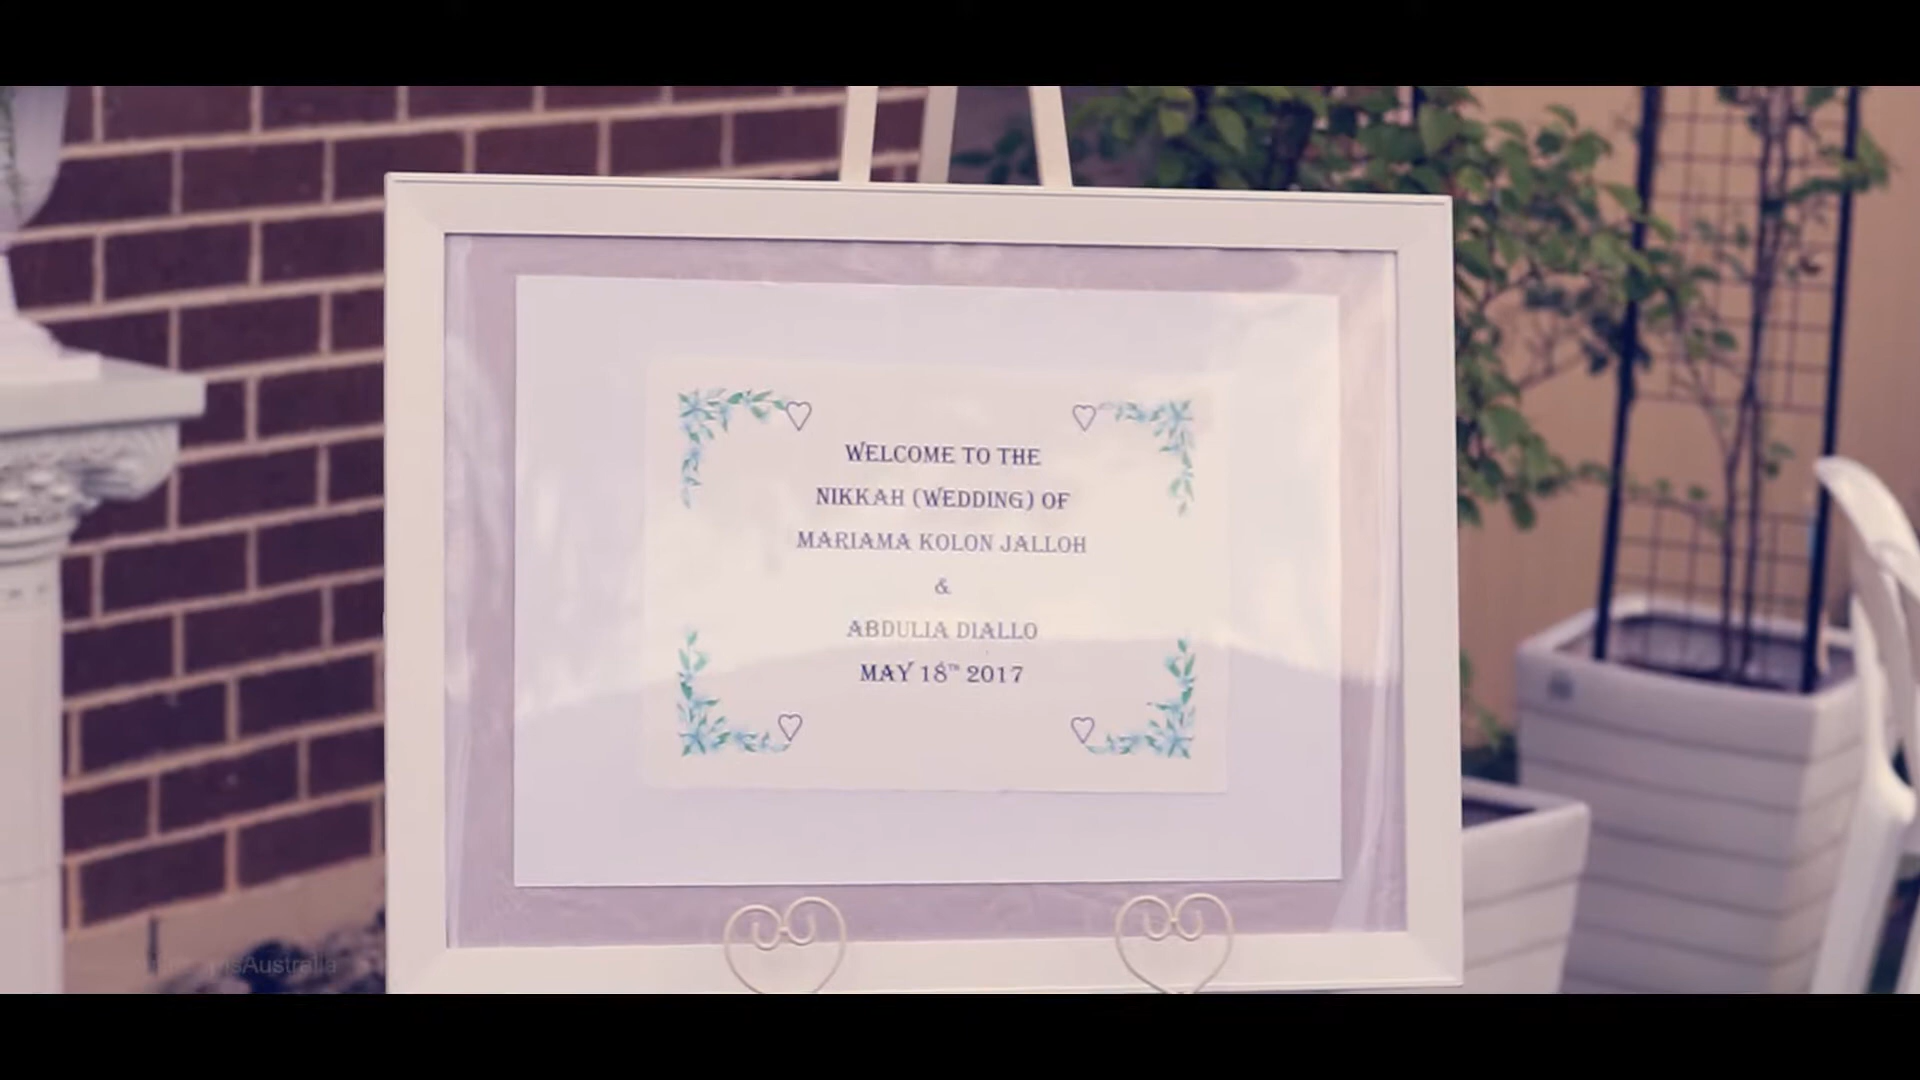 WELCOME TO THE
NIKKAH (WEDDING) OF
MARIAMA KOLON JALLOH
&
ABDULIA DIALLO
MAY 18TH 2017